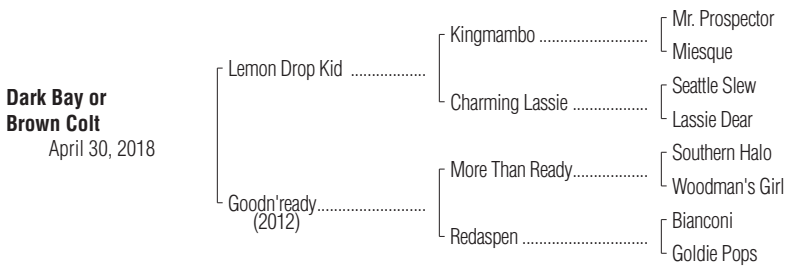 Dark Bay or
Brown Colt
April 30, 2018
Lemon Drop Kid ..................
Goodn'ready..........................
(2012)
Kingmambo ..........................
Charming Lassie ..................
More Than Ready..................
Redaspen ..............................
Mr. Prospector
Miesque
Seattle Slew
Lassie Dear
Southern Halo
Woodman's Girl
Bianconi
Goldie Pops